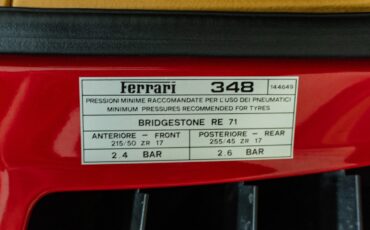 Ferrari 348 144649
PRESSIONI MINIME RACCOMANDATE PER L'USO DEI PNEUMATICI
MINIMUM PRESSURES RECOMMENDED FOR TYRES
BRIDGESTONE RE 71
ANTERIORE - FRONT POSTERIORE - REAR
215/50 ZR 17 255/45 ZR 17
2.4 BAR 2.6 BAR